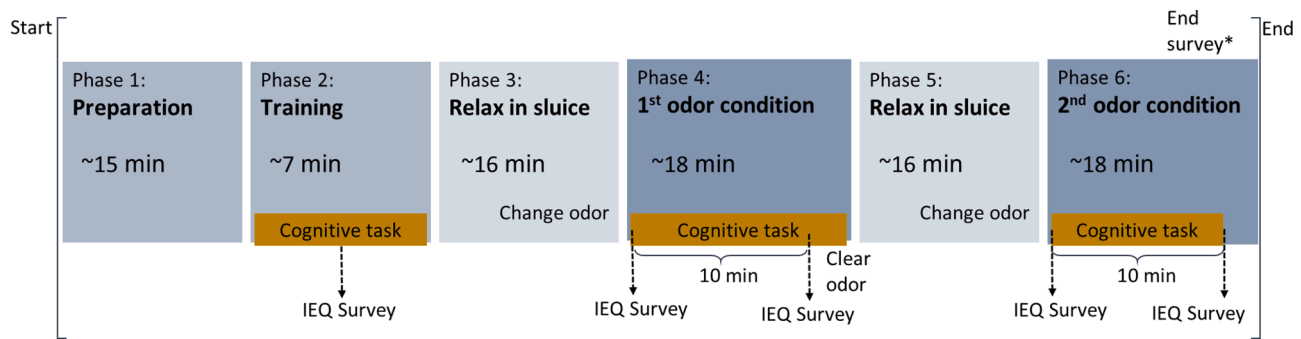 Start
Phase 1:
Preparation
~15 min
Phase 2:
Training
~7 min
Cognitive task
IEQ Survey
Phase 3:
Relax in sluice
~16 min
Change odor
Phase 4:
1st odor condition
~18 min
Cognitive task
10 min
IEQ Survey
IEQ Survey
Clear
odor
Phase 5:
Relax in sluice
~16 min
Change odor
End
survey*
Phase 6:
2nd odor condition
~18 min
Cognitive task
10 min
IEQ Survey
IEQ Survey
End